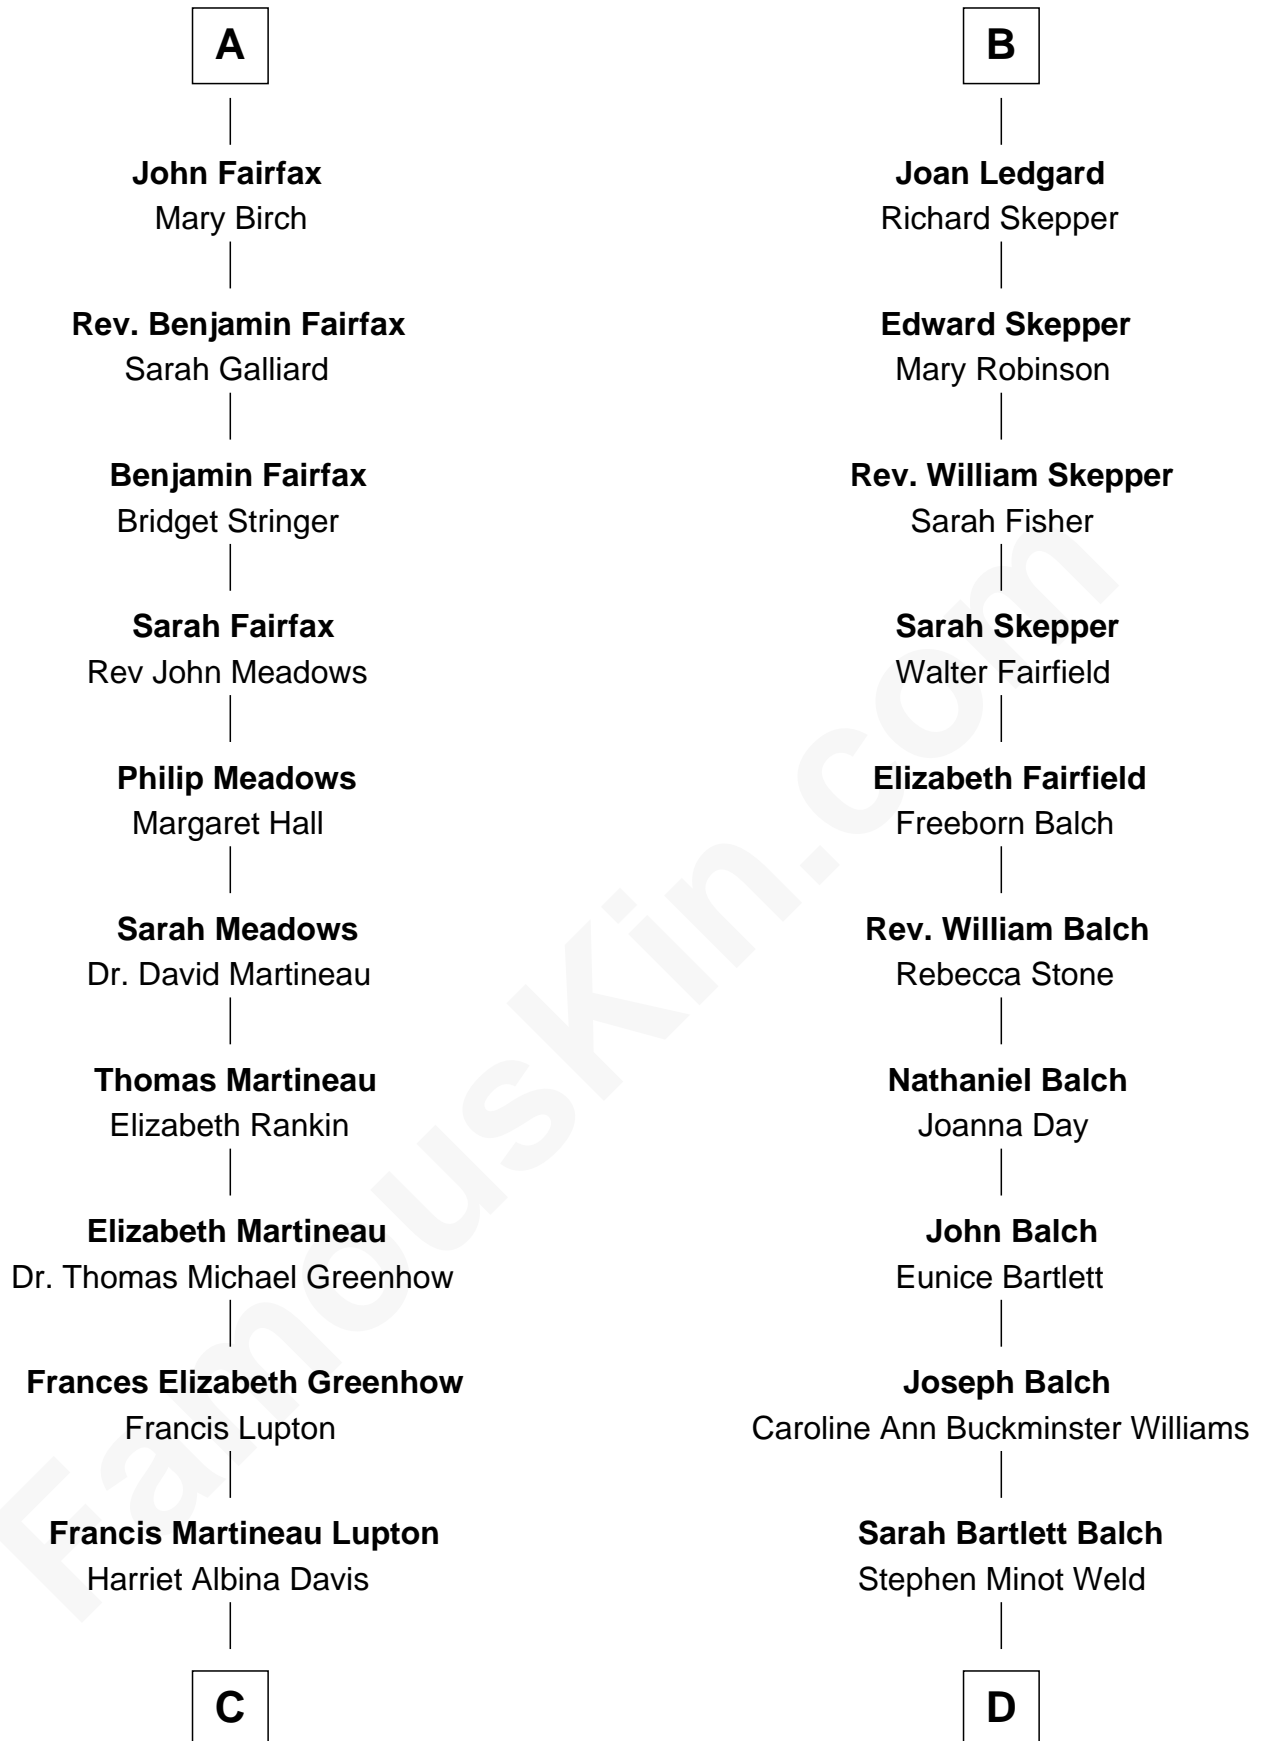 A
John Fairfax
Mary Birch
Rev. Benjamin Fairfax
Sarah Galliard
Benjamin Fairfax
Bridget Stringer
Sarah Fairfax
Rev John Meadows
Philip Meadows
Margaret Hall
Sarah Meadows
Dr. David Martineau
Thomas Martineau
Elizabeth Rankin
Elizabeth Martineau
Dr. Thomas Michael Greenhow
Frances Elizabeth Greenhow
Francis Lupton
Francis Martineau Lupton
Harriet Albina Davis
C
B
Joan Ledgard
Richard Skepper
Edward Skepper
Mary Robinson
Rev. William Skepper
Sarah Fisher
Sarah Skepper
Walter Fairfield
Elizabeth Fairfield
Freeborn Balch
Rev. William Balch
Rebecca Stone
Nathaniel Balch
Joanna Day
John Balch
Eunice Bartlett
Joseph Balch
Caroline Ann Buckminster Williams
Sarah Bartlett Balch
Stephen Minot Weld
D
FamousKin.com